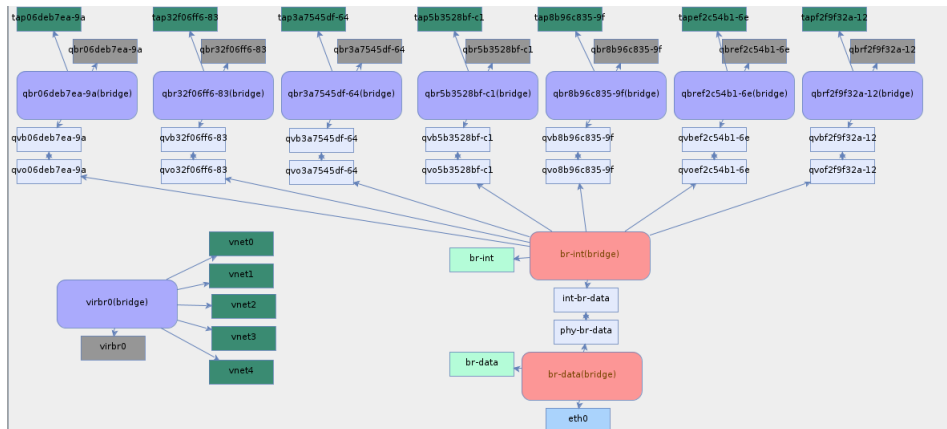 tap06deb7ea-9a tap32f06ff6-83 tap3a7545df-64 tap5b3528bf-c1 tap8b96c835-9f tapef2c54b1-6e tapf2f9f32a-12
qbr06deb7ea-9a qbr32f06ff6-83 qbr3a7545df-64 qbr5b3528bf-c1 qbr8b96c835-9f qbref2c54b1-6e qbrf2f9f32a-12
qbr06deb7ea-9a(bridge) qbr32f06ff6-83(bridge) qbr3a7545df-64(bridge) qbr5b3528bf-c1(bridge) qbr8b96c835-9f(bridge) qbref2c54b1-6e(bridge) qbrf2f9f32a-12(bridge)
qvb06deb7ea-9a qvb32f06ff6-83 qvb3a7545df-64 qvb5b3528bf-c1 qvb8b96c835-9f qvbef2c54b1-6e qvbf2f9f32a-12
qvo06deb7ea-9a qvo32f06ff6-83 qvo3a7545df-64 qvo5b3528bf-c1 qvo8b96c835-9f qvoef2c54b1-6e qvof2f9f32a-12
vnet0
br-int
br-int(bridge)
vnet1
virbr0(bridge)
vnet2
int-br-data
vnet3
phy-br-data
virbr0
vnet4
br-data
br-data(bridge)
eth0